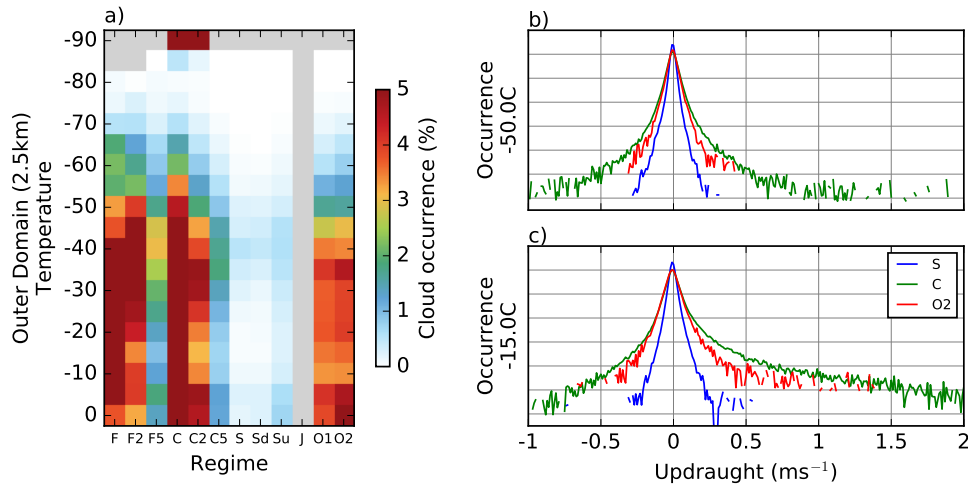 a)
Outer Domain (2.5km)
Temperature
-90
-80
-70
-60
-50
-40
-30
-20
-10
0
F F2 F5 C C2 C5 S Sd Su J O1 O2
Regime
5
4
3
2
1
0
Cloud occurrence (%)
b)
Occurrence
-50.0C
c)
Occurrence
-15.0C
S
C
O2
-1 -0.5 0 0.5 1 1.5 2
Updraught (ms⁻¹)